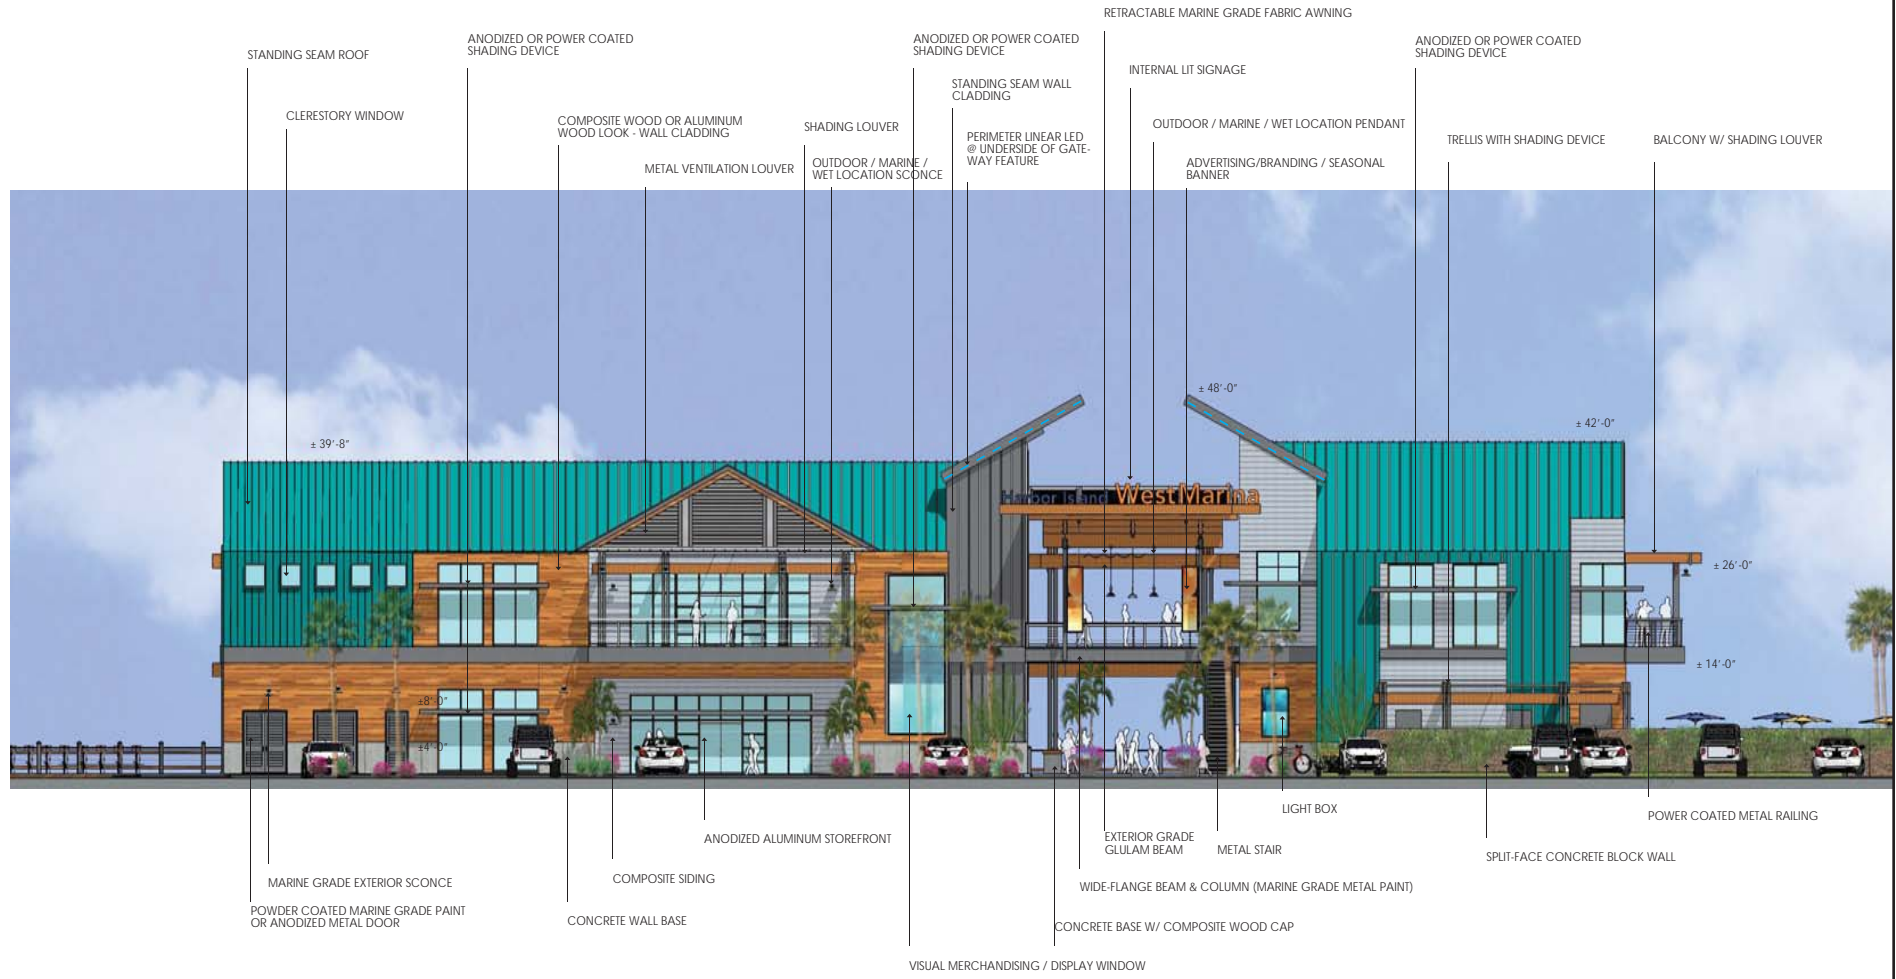 RETRACTABLE MARINE GRADE FABRIC AWNING
ANODIZED OR POWER COATED
SHADING DEVICE
ANODIZED OR POWER COATED
SHADING DEVICE
ANODIZED OR POWER COATED
SHADING DEVICE
STANDING SEAM ROOF
INTERNAL LIT SIGNAGE
STANDING SEAM WALL
CLADDING
CLERESTORY WINDOW
COMPOSITE WOOD OR ALUMINUM
WOOD LOOK - WALL CLADDING
SHADING LOUVER
OUTDOOR / MARINE / WET LOCATION PENDANT
PERIMETER LINEAR LED
@ UNDERSIDE OF GATE-
WAY FEATURE
TRELLIS WITH SHADING DEVICE
BALCONY W/ SHADING LOUVER
METAL VENTILATION LOUVER
OUTDOOR / MARINE /
WET LOCATION SCONCE
ADVERTISING/BRANDING / SEASONAL
BANNER
± 48'-0"
± 42'-0"
± 39'-8"
Harbor Island West Marina
± 26'-0"
± 14'-0"
±8'-0"
±4'-0"
LIGHT BOX
POWER COATED METAL RAILING
ANODIZED ALUMINUM STOREFRONT
EXTERIOR GRADE
GLULAM BEAM
METAL STAIR
SPLIT-FACE CONCRETE BLOCK WALL
MARINE GRADE EXTERIOR SCONCE
COMPOSITE SIDING
WIDE-FLANGE BEAM & COLUMN (MARINE GRADE METAL PAINT)
POWDER COATED MARINE GRADE PAINT
OR ANODIZED METAL DOOR
CONCRETE WALL BASE
CONCRETE BASE W/ COMPOSITE WOOD CAP
VISUAL MERCHANDISING / DISPLAY WINDOW